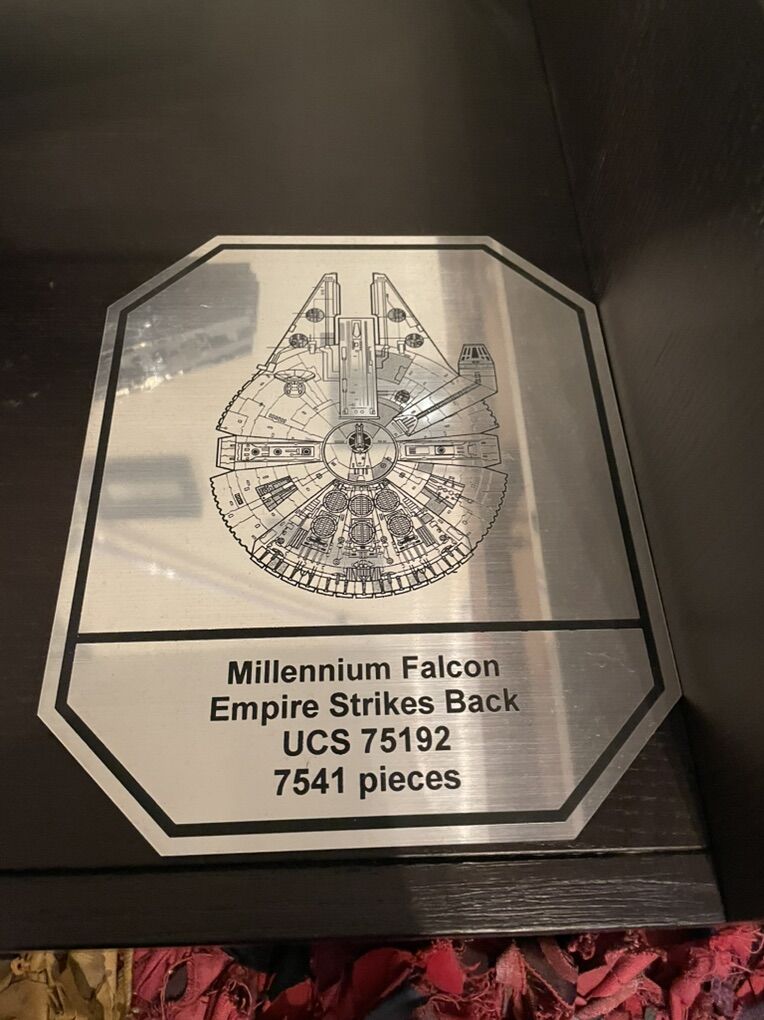 Millennium Falcon
Empire Strikes Back
UCS 75192
7541 pieces